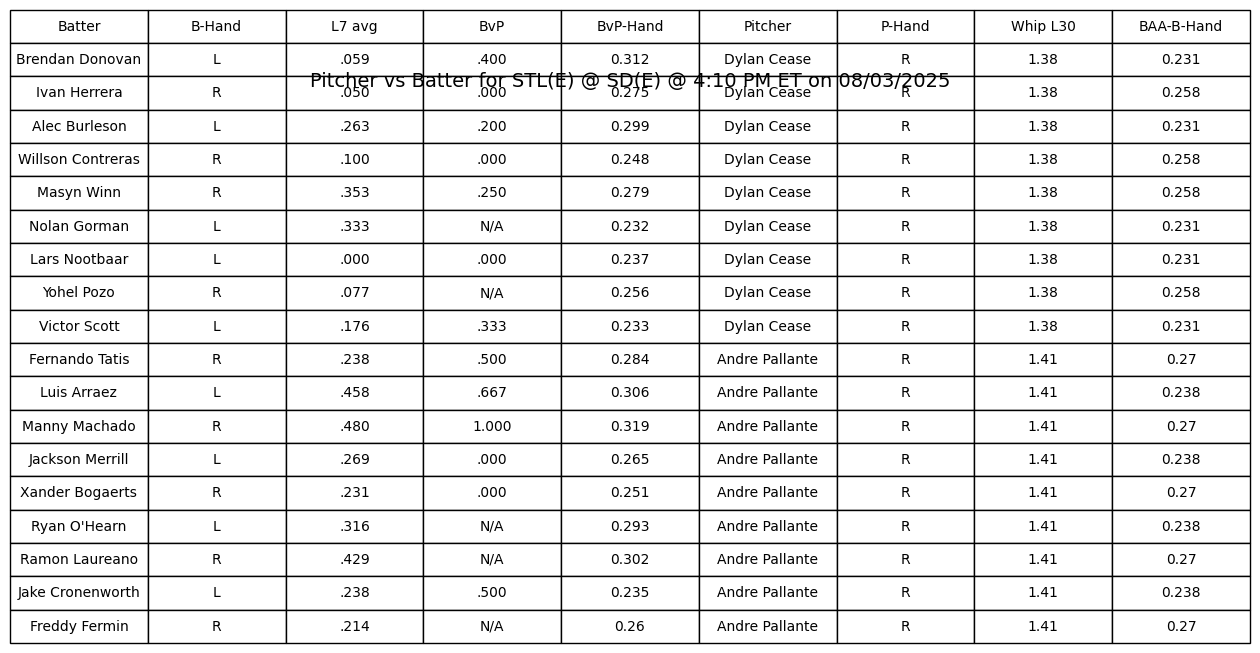 Batter B-Hand L7 avg BvP BvP-Hand Pitcher P-Hand Whip L30 BAA-B-Hand
Brendan Donovan L .059 .400 0.312 Dylan Cease R 1.38 0.231
Pitcher vs Batter for STL(E) @ SD(E) @ 4:10 PM ET on 08/03/2025
Ivan Herrera R .050 .000 0.275 Dylan Cease R 1.38 0.258
Alec Burleson L .263 .200 0.299 Dylan Cease R 1.38 0.231
Willson Contreras R .100 .000 0.248 Dylan Cease R 1.38 0.258
Masyn Winn R .353 .250 0.279 Dylan Cease R 1.38 0.258
Nolan Gorman L .333 N/A 0.232 Dylan Cease R 1.38 0.231
Lars Nootbaar L .000 .000 0.237 Dylan Cease R 1.38 0.231
Yohel Pozo R .077 N/A 0.256 Dylan Cease R 1.38 0.258
Victor Scott L .176 .333 0.233 Dylan Cease R 1.38 0.231
Fernando Tatis R .238 .500 0.284 Andre Pallante R 1.41 0.27
Luis Arraez L .458 .667 0.306 Andre Pallante R 1.41 0.238
Manny Machado R .480 1.000 0.319 Andre Pallante R 1.41 0.27
Jackson Merrill L .269 .000 0.265 Andre Pallante R 1.41 0.238
Xander Bogaerts R .231 .000 0.251 Andre Pallante R 1.41 0.27
Ryan O'Hearn L .316 N/A 0.293 Andre Pallante R 1.41 0.238
Ramon Laureano R .429 N/A 0.302 Andre Pallante R 1.41 0.27
Jake Cronenworth L .238 .500 0.235 Andre Pallante R 1.41 0.238
Freddy Fermin R .214 N/A 0.26 Andre Pallante R 1.41 0.27